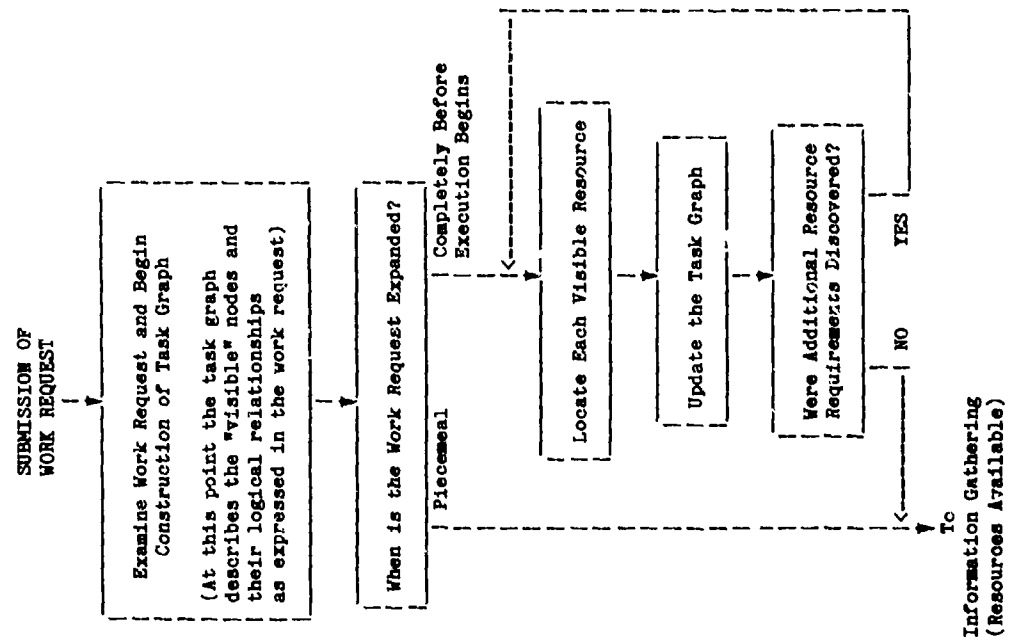 SUBMISSION OF
WORK REQUEST
Examine Work Request and Begin
Construction of Task Graph
(At this point the task graph
describes the "visible" nodes and
their logical relationships
as expressed in the work request)
When is the Work Request Expanded?
Piecemeal
Completely Before
Execution Begins
Locate Each Visible Resource
Update the Task Graph
Were Additional Resource
Requirements Discovered?
NO
YES
To
Information Gathering
(Resources Available)